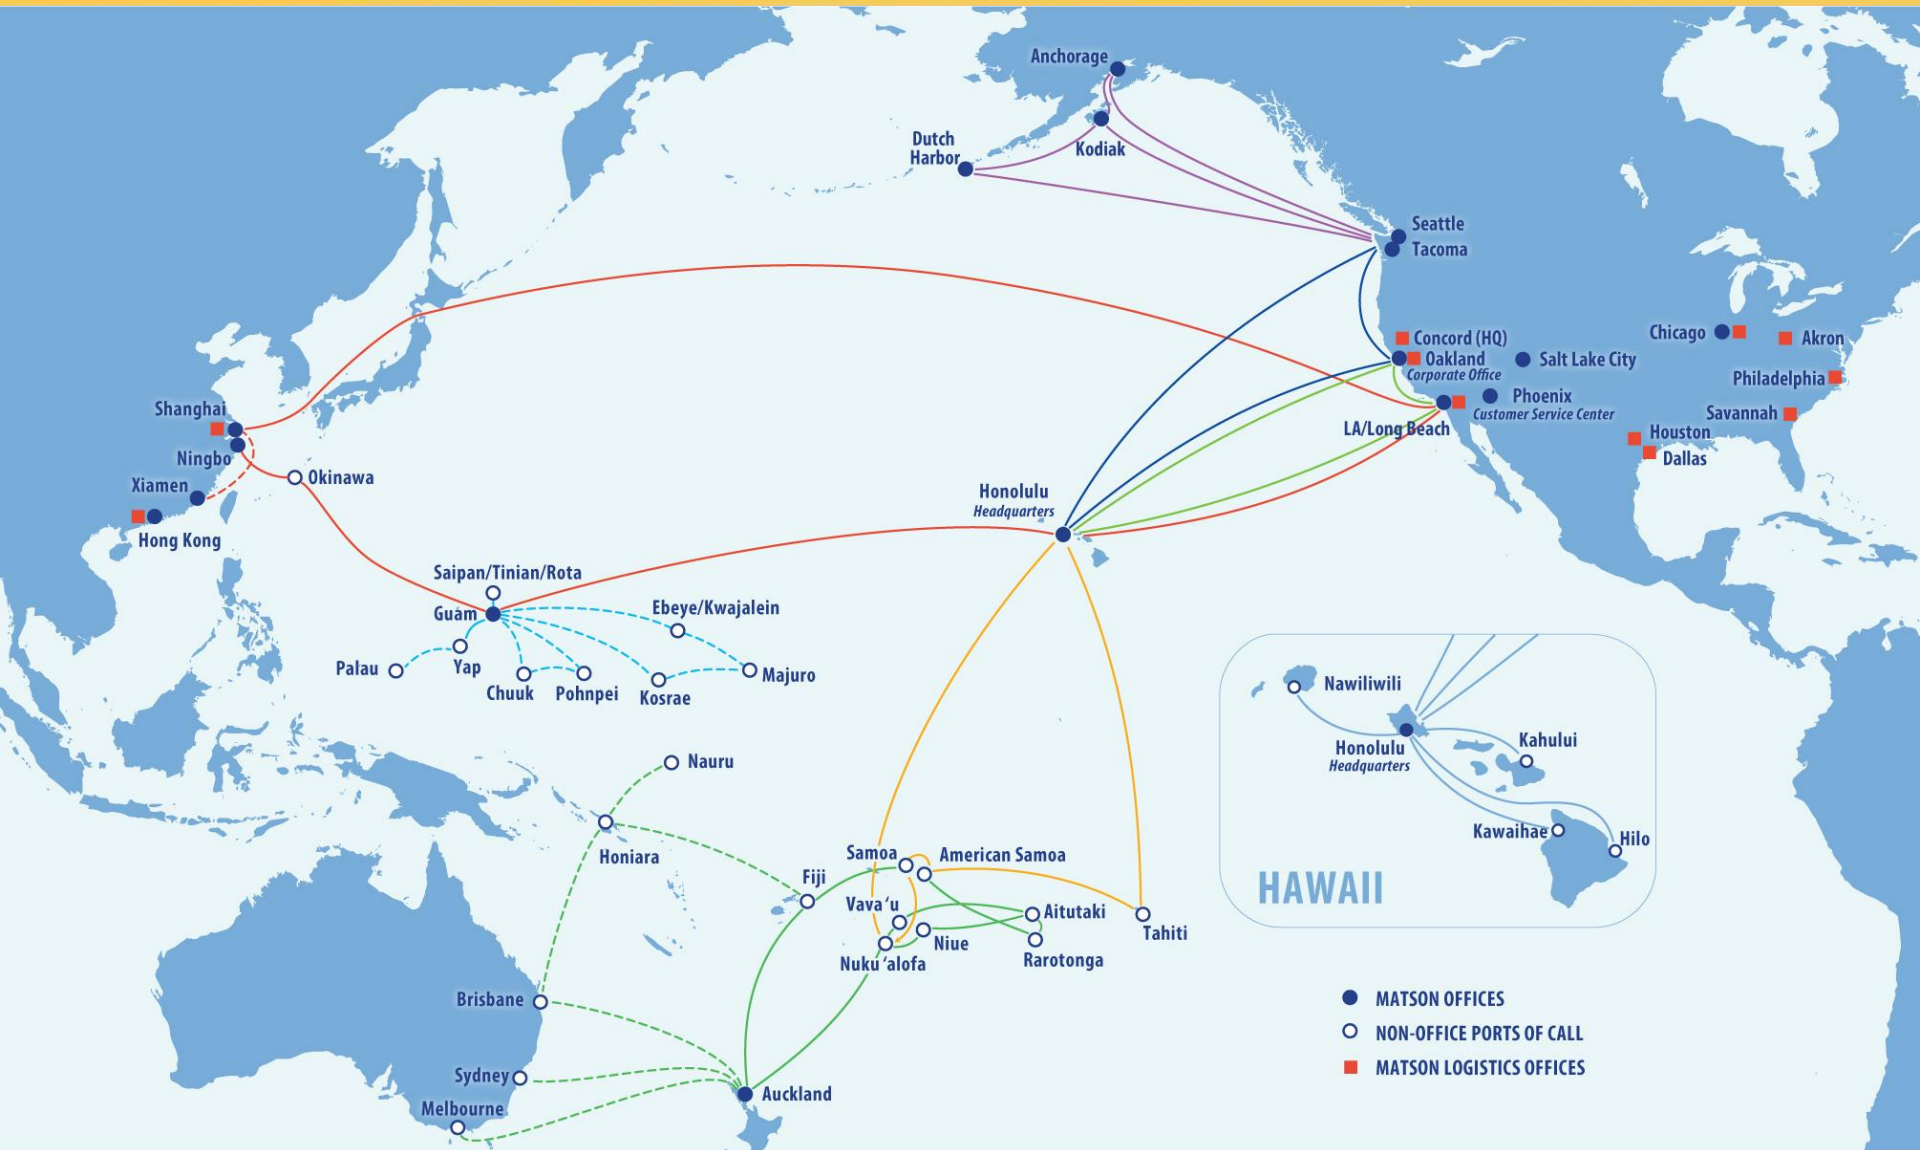 Anchorage
Dutch
Harbor
Kodiak
Seattle
Tacoma
Concord (HQ)
Oakland
Corporate Office
Salt Lake City
Phoenix
Customer Service Center
LA/Long Beach
Chicago
Akron
Philadelphia
Savannah
Houston
Dallas
Shanghai
Ningbo
Xiamen
Hong Kong
Okinawa
Honolulu
Headquarters
Saipan/Tinian/Rota
Guam
Ebeye/Kwajalein
Palau
Yap
Chuuk
Pohnpei
Kosrae
Majuro
Nauru
Honiara
Fiji
Samoa
American Samoa
Vava‘u
Niue
Nuku‘alofa
Aitutaki
Rarotonga
Tahiti
Brisbane
Sydney
Melbourne
Auckland
Nawiliwili
Honolulu
Headquarters
Kahului
Kawaihae
Hilo
HAWAII
MATSON OFFICES
NON-OFFICE PORTS OF CALL
MATSON LOGISTICS OFFICES